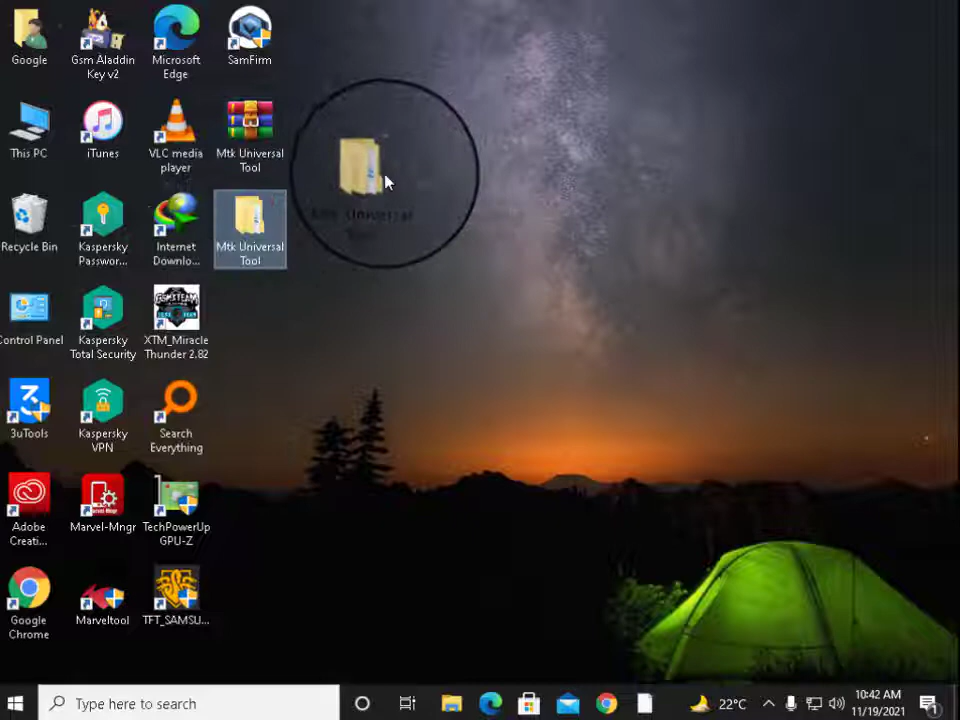 Google
Gsm Aladdin
Key v2
Microsoft
Edge
SamFirm
This PC
iTunes
VLC media
player
Mtk Universal
Tool
Recycle Bin
Kaspersky
Passwor...
Internet
Downlo...
Mtk Universal
Tool
Mtk Universal
Control Panel
Kaspersky
Total Security
XTM_Miracle
Thunder 2.82
3uTools
Kaspersky
VPN
Search
Everything
Adobe
Creati...
Marvel-Mngr
TechPowerUp
GPU-Z
Google
Chrome
Marveltool
TFT_SAMSU...
Type here to search
22°C
10:42 AM
11/19/2021
1